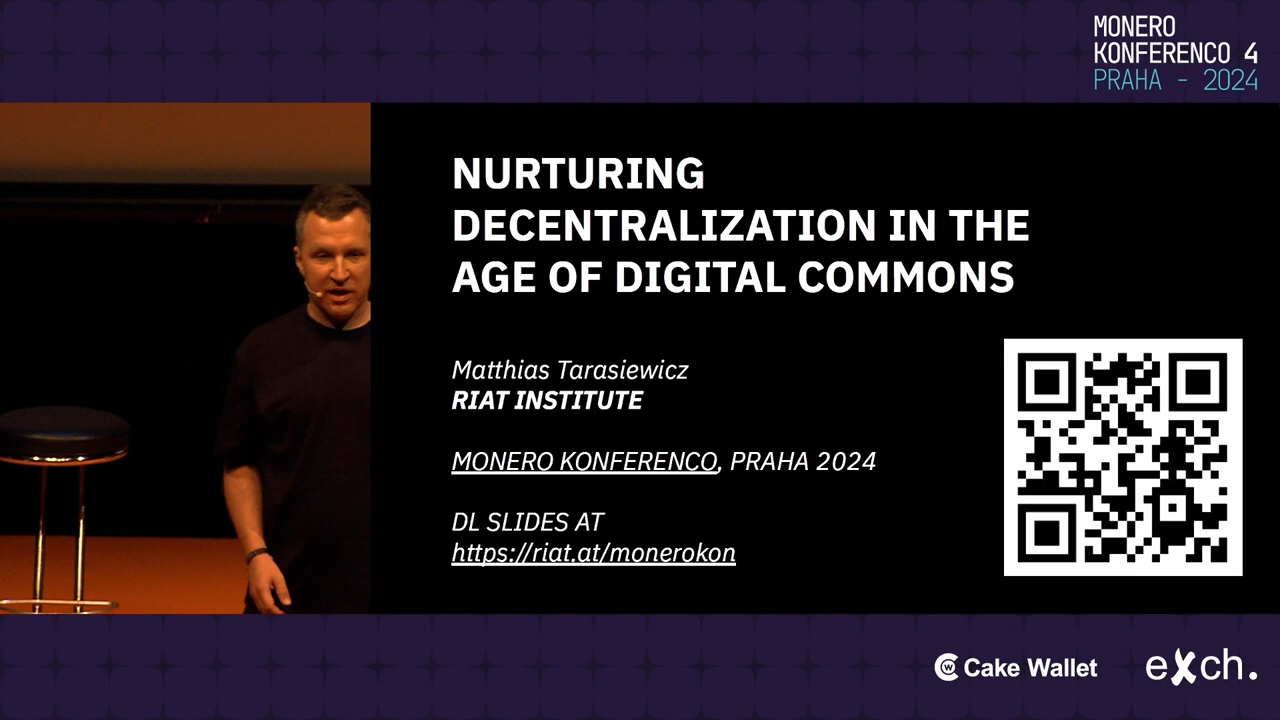 MONERO
KONFERENCO 4
PRAHA - 2024
NURTURING
DECENTRALIZATION IN THE
AGE OF DIGITAL COMMONS
Matthias Tarasiewicz
RIAT INSTITUTE
MONERO KONFERENCO, PRAHA 2024
DL SLIDES AT
https://riat.at/monerokon
Cake Wallet
eXch.